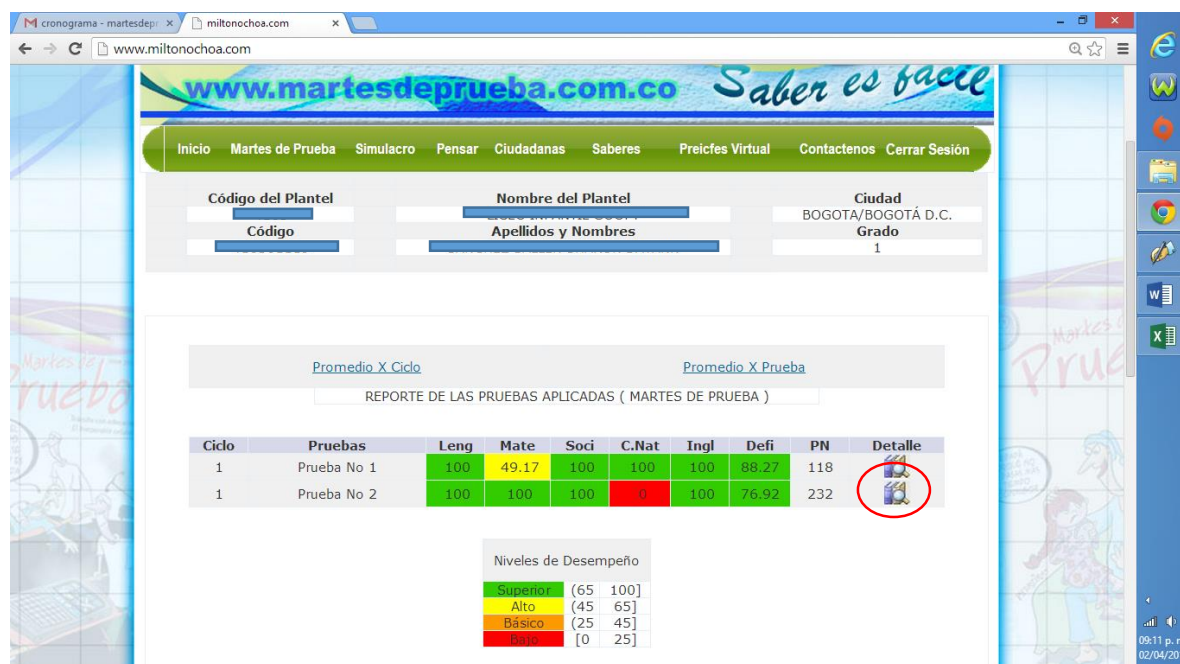 cronograma - martesdepr
miltonochoa.com
www.miltonochoa.com
www.martesdeprueba.com.co Saber es facil
Inicio Martes de Prueba Simulacro Pensar Ciudadanas Saberes Preicfes Virtual Contactenos Cerrar Sesión
Código del Plantel Nombre del Plantel Ciudad
BOGOTA/BOGOTÁ D.C.
Código Apellidos y Nombres Grado
1
Promedio X Ciclo Promedio X Prueba
REPORTE DE LAS PRUEBAS APLICADAS ( MARTES DE PRUEBA )
Ciclo Pruebas Leng Mate Soci C.Nat Ingl Defi PN Detalle
1 Prueba No 1 100 49.17 100 100 100 88.27 118
1 Prueba No 2 100 100 100 0 100 76.92 232
Niveles de Desempeño
Superior (65 100]
Alto (45 65]
Básico (25 45]
Bajo [0 25]
Martes de
Prueba
09:11 p. r
02/04/20